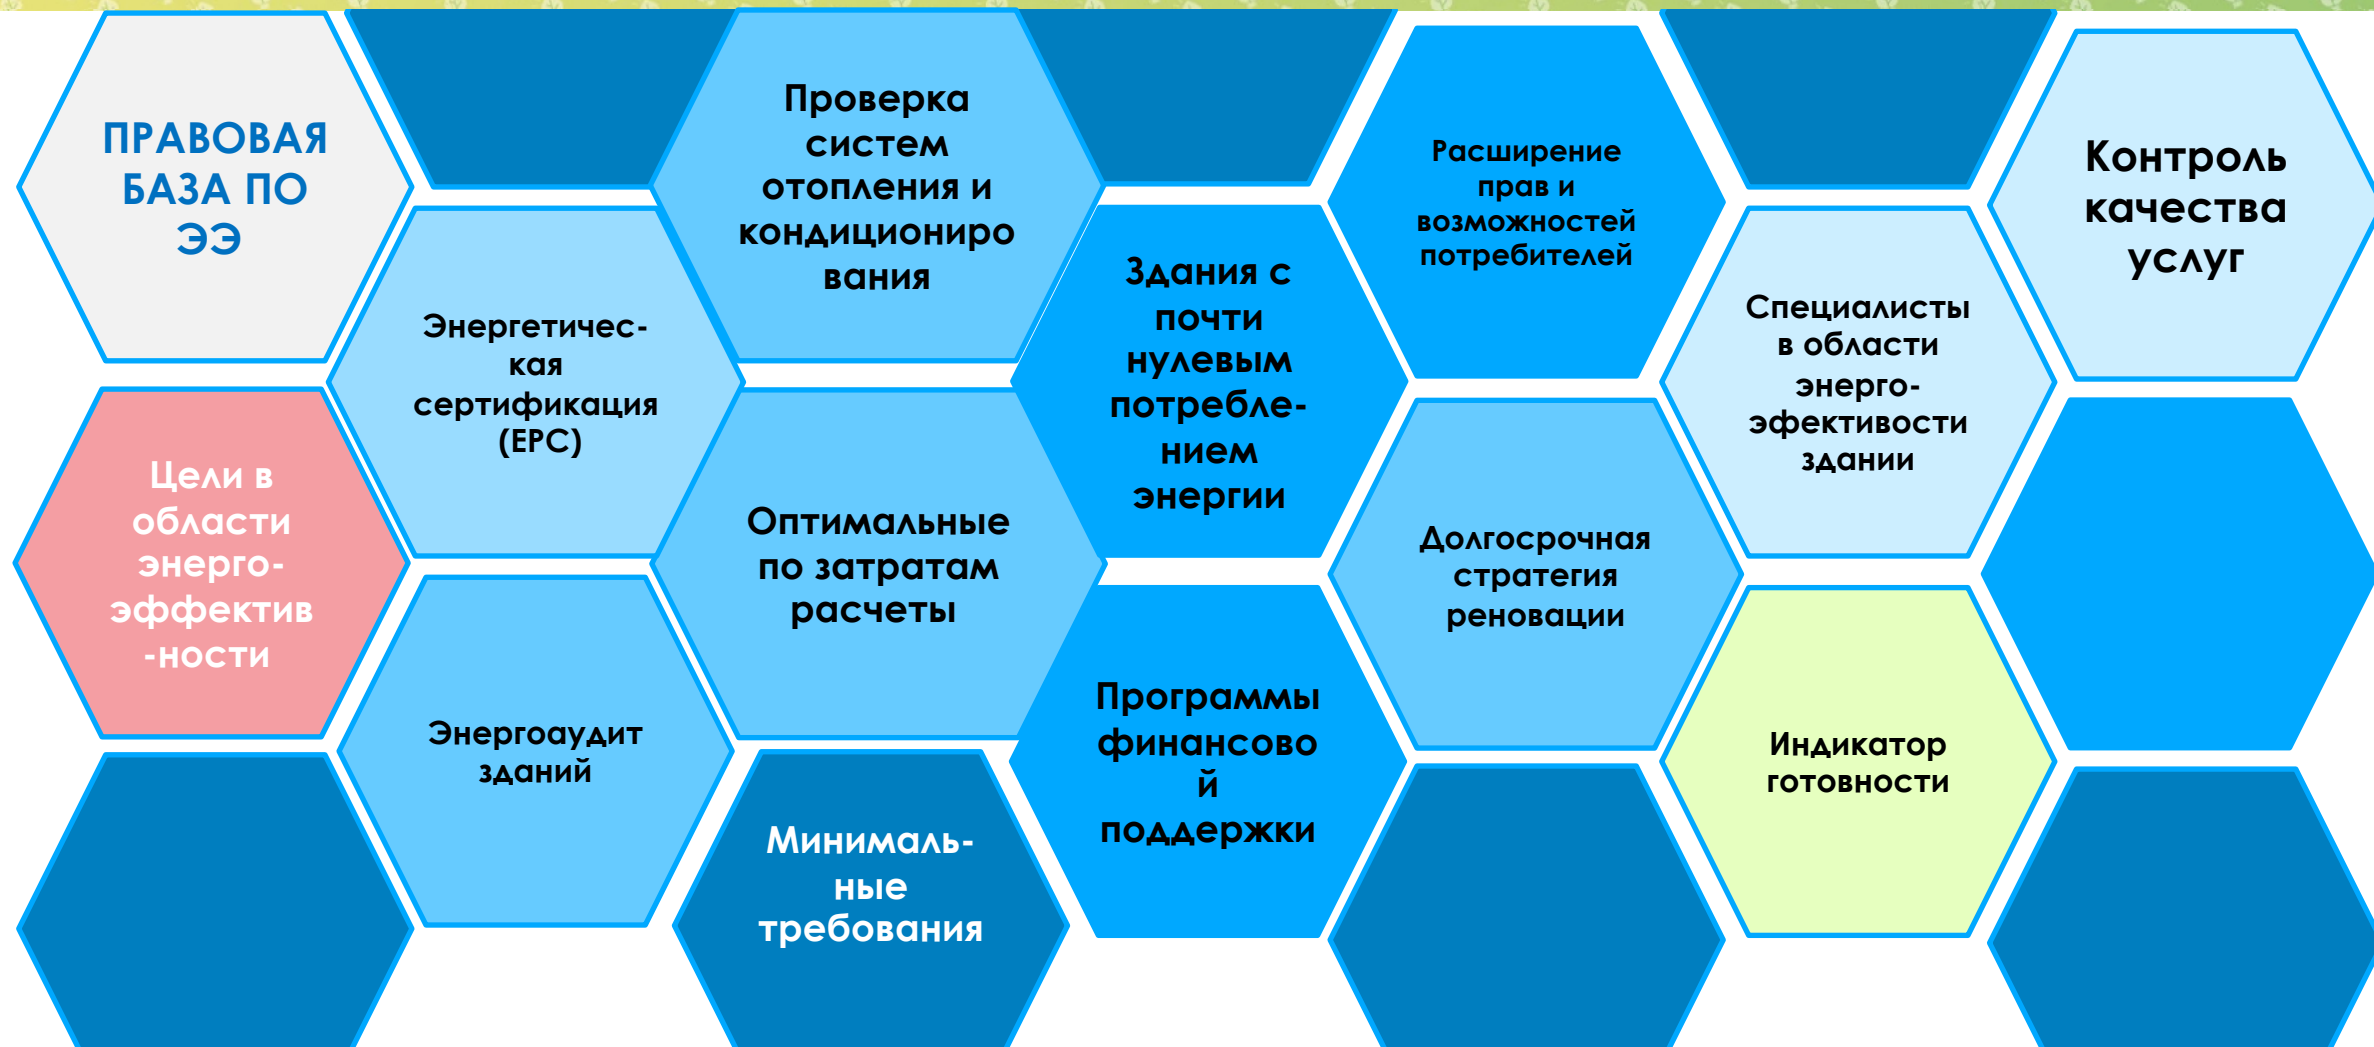 ПРАВОВАЯ
БАЗА ПО
ЭЭ
Цели в
области
энерго-
эффектив
-ности
Энергетичес-
кая
сертификация
(EPC)
Энергоаудит
зданий
Проверка
систем
отопления и
кондициониро
вания
Оптимальные
по затратам
расчеты
Минималь-
ные
требования
Здания с
почти
нулевым
потребле-
нием
энергии
Программы
финансово
й
поддержки
Расширение
прав и
возможностей
потребителей
Долгосрочная
стратегия
реновации
Специалисты
в области
энерго-
эфективости
здании
Индикатор
готовности
Контроль
качества
услуг